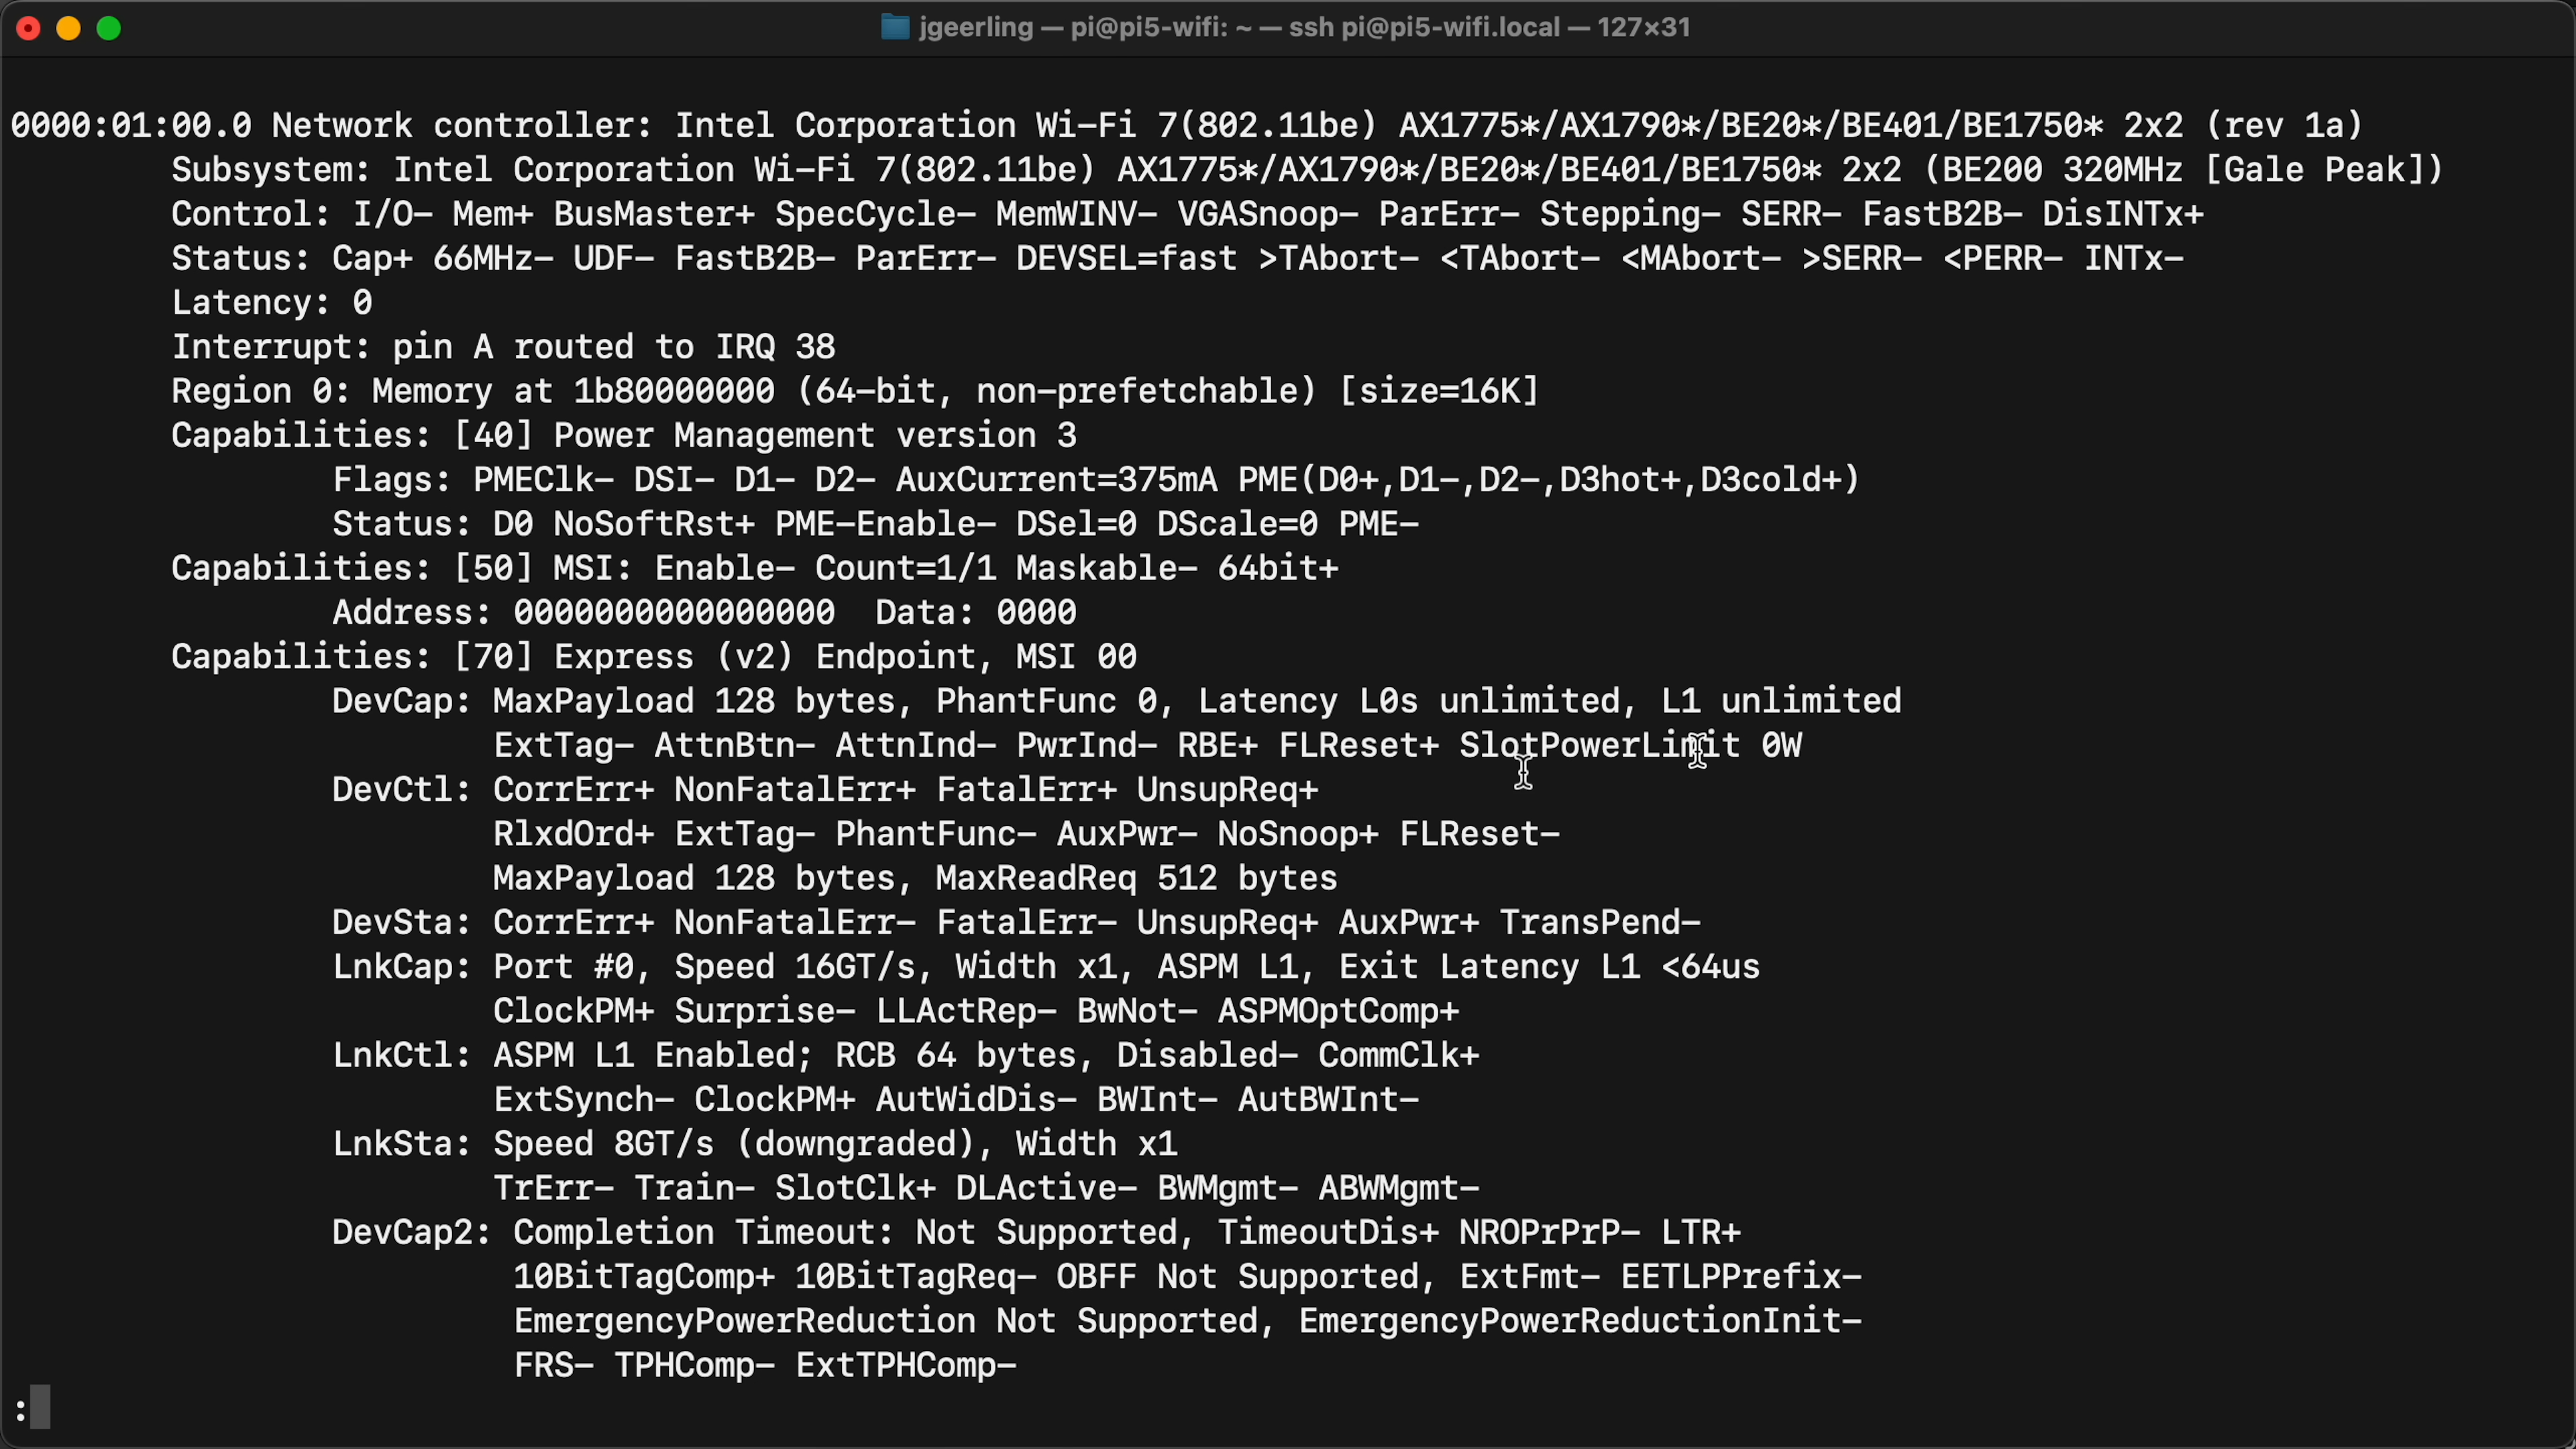 jgeerling — pi@pi5-wifi: ~ — ssh pi@pi5-wifi.local — 127×31
0000:01:00.0 Network controller: Intel Corporation Wi-Fi 7(802.11be) AX1775*/AX1790*/BE20*/BE401/BE1750* 2x2 (rev 1a)
Subsystem: Intel Corporation Wi-Fi 7(802.11be) AX1775*/AX1790*/BE20*/BE401/BE1750* 2x2 (BE200 320MHz [Gale Peak])
Control: I/O- Mem+ BusMaster+ SpecCycle- MemWINV- VGASnoop- ParErr- Stepping- SERR- FastB2B- DisINTx+
Status: Cap+ 66MHz- UDF- FastB2B- ParErr- DEVSEL=fast >TAbort- <TAbort- <MAbort- >SERR- <PERR- INTx-
Latency: 0
Interrupt: pin A routed to IRQ 38
Region 0: Memory at 1b80000000 (64-bit, non-prefetchable) [size=16K]
Capabilities: [40] Power Management version 3
Flags: PMEClk- DSI- D1- D2- AuxCurrent=375mA PME(D0+,D1-,D2-,D3hot+,D3cold+)
Status: D0 NoSoftRst+ PME-Enable- DSel=0 DScale=0 PME-
Capabilities: [50] MSI: Enable- Count=1/1 Maskable- 64bit+
Address: 0000000000000000  Data: 0000
Capabilities: [70] Express (v2) Endpoint, MSI 00
DevCap: MaxPayload 128 bytes, PhantFunc 0, Latency L0s unlimited, L1 unlimited
ExtTag- AttnBtn- AttnInd- PwrInd- RBE+ FLReset+ SlotPowerLimit 0W
DevCtl: CorrErr+ NonFatalErr+ FatalErr+ UnsupReq+
RlxdOrd+ ExtTag- PhantFunc- AuxPwr- NoSnoop+ FLReset-
MaxPayload 128 bytes, MaxReadReq 512 bytes
DevSta: CorrErr+ NonFatalErr- FatalErr- UnsupReq+ AuxPwr+ TransPend-
LnkCap: Port #0, Speed 16GT/s, Width x1, ASPM L1, Exit Latency L1 <64us
ClockPM+ Surprise- LLActRep- BwNot- ASPMOptComp+
LnkCtl: ASPM L1 Enabled; RCB 64 bytes, Disabled- CommClk+
ExtSynch- ClockPM+ AutWidDis- BWInt- AutBWInt-
LnkSta: Speed 8GT/s (downgraded), Width x1
TrErr- Train- SlotClk+ DLActive- BWMgmt- ABWMgmt-
DevCap2: Completion Timeout: Not Supported, TimeoutDis+ NROPrPrP- LTR+
10BitTagComp+ 10BitTagReq- OBFF Not Supported, ExtFmt- EETLPPrefix-
EmergencyPowerReduction Not Supported, EmergencyPowerReductionInit-
FRS- TPHComp- ExtTPHComp-
: